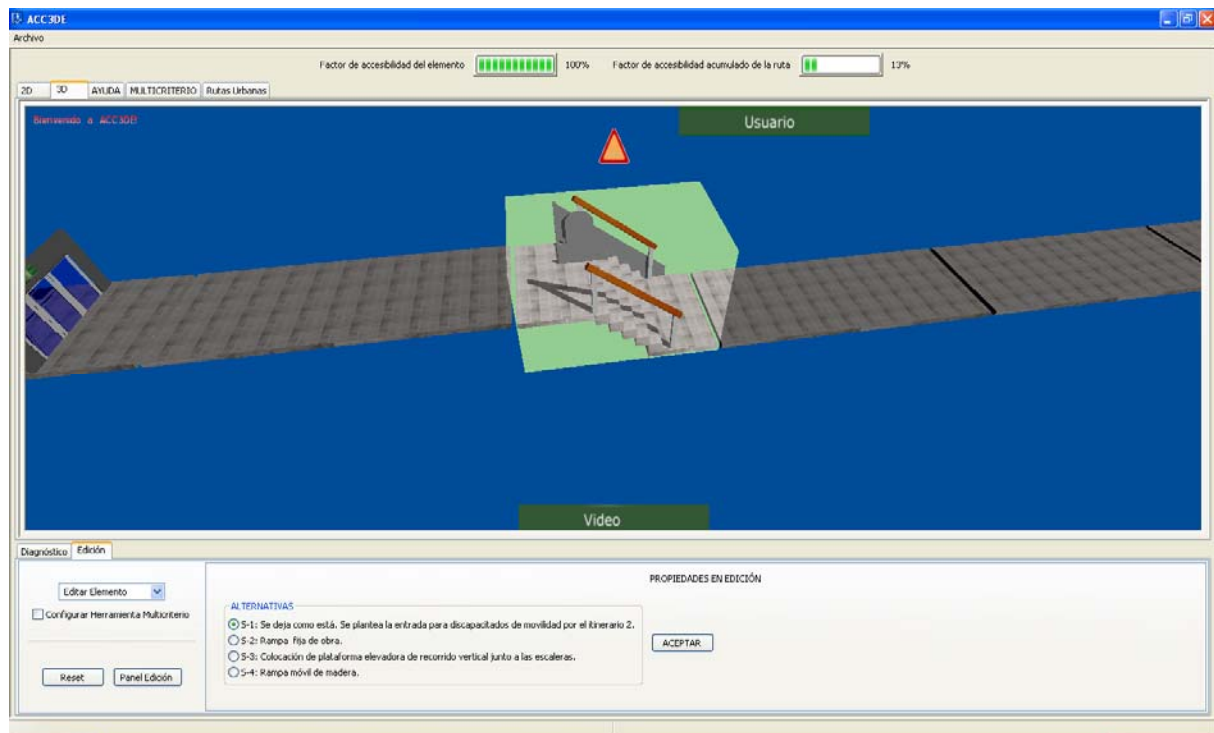 ACC3DE
Archivo
Factor de accesibilidad del elemento 100% Factor de accesibilidad acumulado de la ruta 13%
2D 3D AYUDA MULTICRITERIO Rutas Urbanas
Bienvenido a ACC3DE!
Usuario
Video
Diagnóstico Edición
PROPIEDADES EN EDICIÓN
Editar Elemento
Configurar Herramienta Multicriterio
ALTERNATIVAS
S-1: Se deja como está. Se plantea la entrada para discapacitados de movilidad por el itinerario 2.
S-2: Rampa fija de obra.
S-3: Colocación de plataforma elevadora de recorrido vertical junto a las escaleras.
S-4: Rampa móvil de madera.
ACEPTAR
Reset Panel Edición